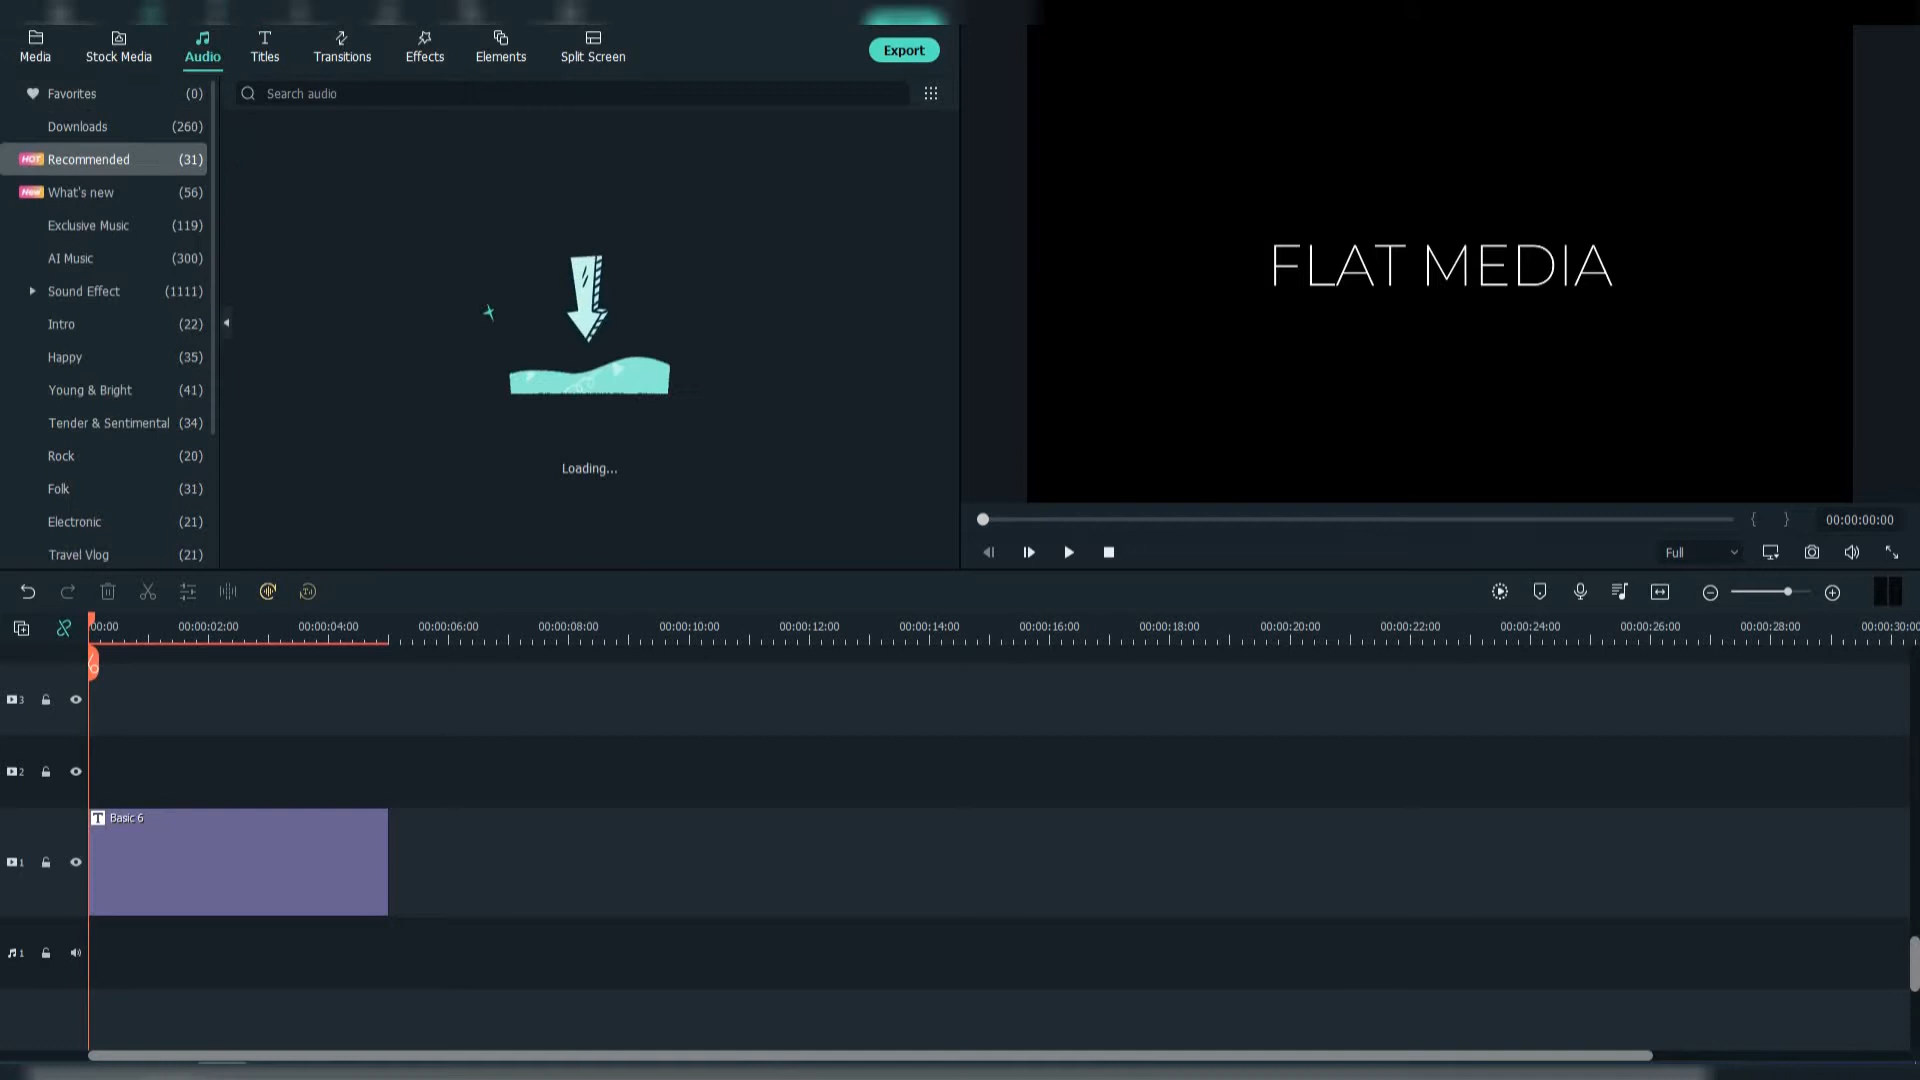 Media
Stock Media
Audio
Titles
Transitions
Effects
Elements
Split Screen
Export
Favorites (0)
Downloads (260)
HOT Recommended (31)
New What's new (56)
Exclusive Music (119)
AI Music (300)
Sound Effect (1111)
Intro (22)
Happy (35)
Young & Bright (41)
Tender & Sentimental (34)
Rock (20)
Folk (31)
Electronic (21)
Travel Vlog (21)
Search audio
Loading...
FLAT MEDIA
{ } 00:00:00:00
Full
00:00 00:00:02:00 00:00:04:00 00:00:06:00 00:00:08:00 00:00:10:00 00:00:12:00 00:00:14:00 00:00:16:00 00:00:18:00 00:00:20:00 00:00:22:00 00:00:24:00 00:00:26:00 00:00:28:00 00:00:30:00
3
2
T Basic 6
1
1